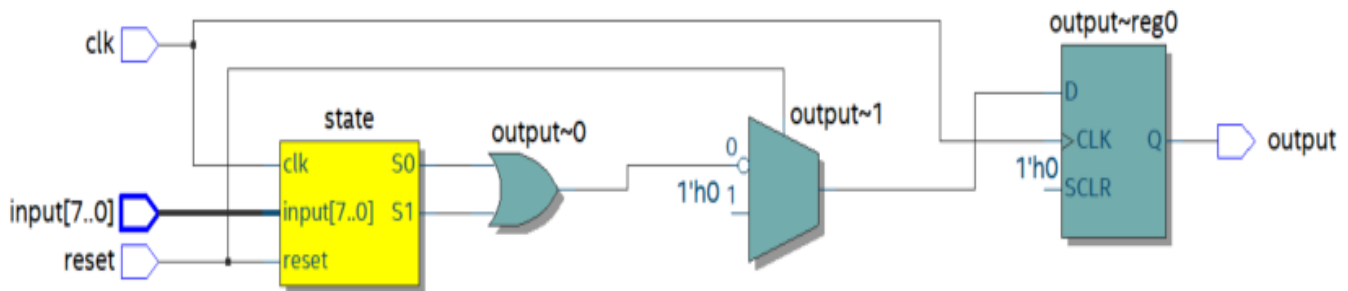 clk
input[7..0]
reset
state
clk
input[7..0]
reset
S0
S1
output~0
output~1
0
1'h0
1
output~reg0
D
CLK
1'h0
SCLR
Q
output